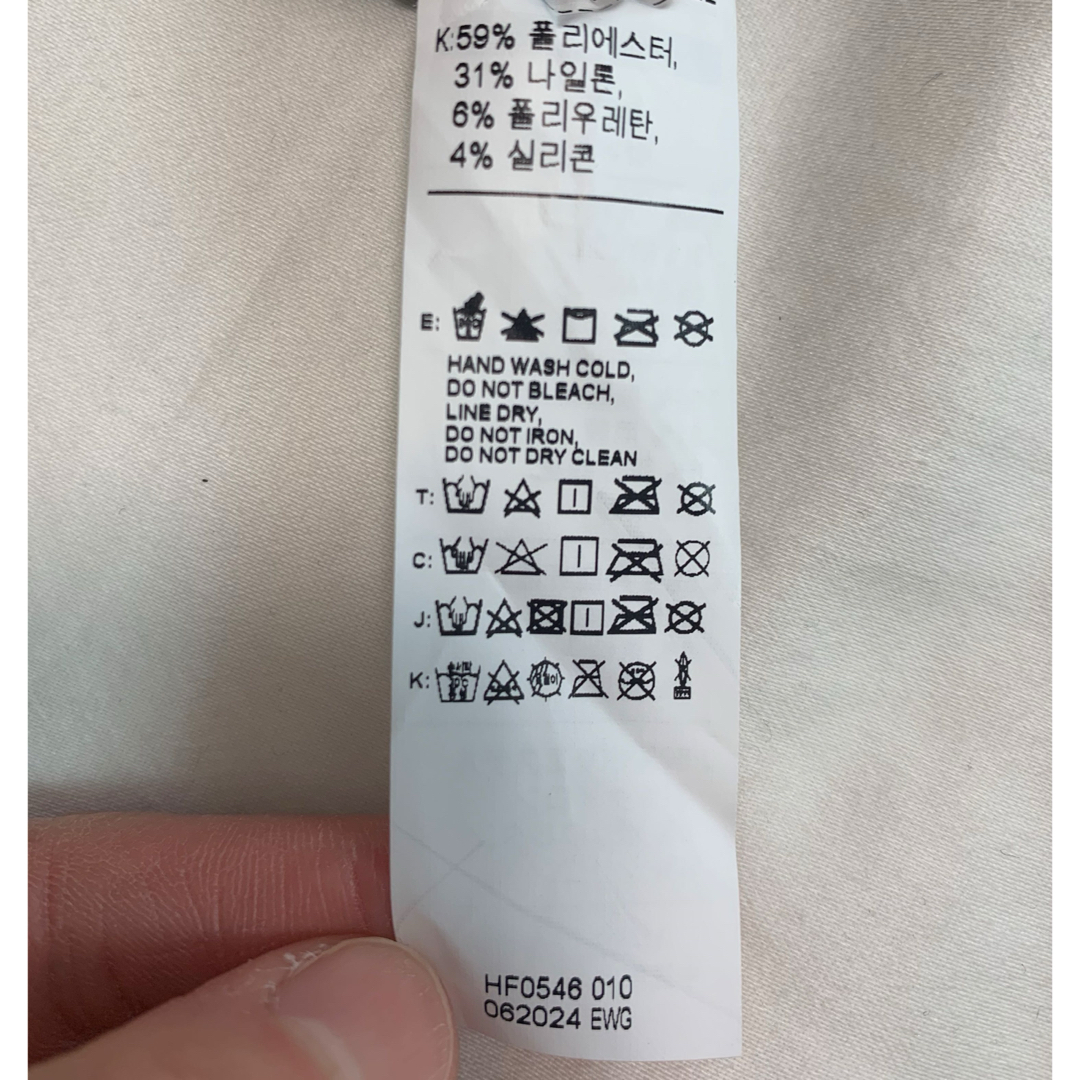 K:59% 폴리에스터,
31% 나일론,
6% 폴리우레탄,
4% 실리콘
E:
HAND WASH COLD,
DO NOT BLEACH,
LINE DRY,
DO NOT IRON,
DO NOT DRY CLEAN
T:
C:
J:
K:
HF0546 010
062024 EWG